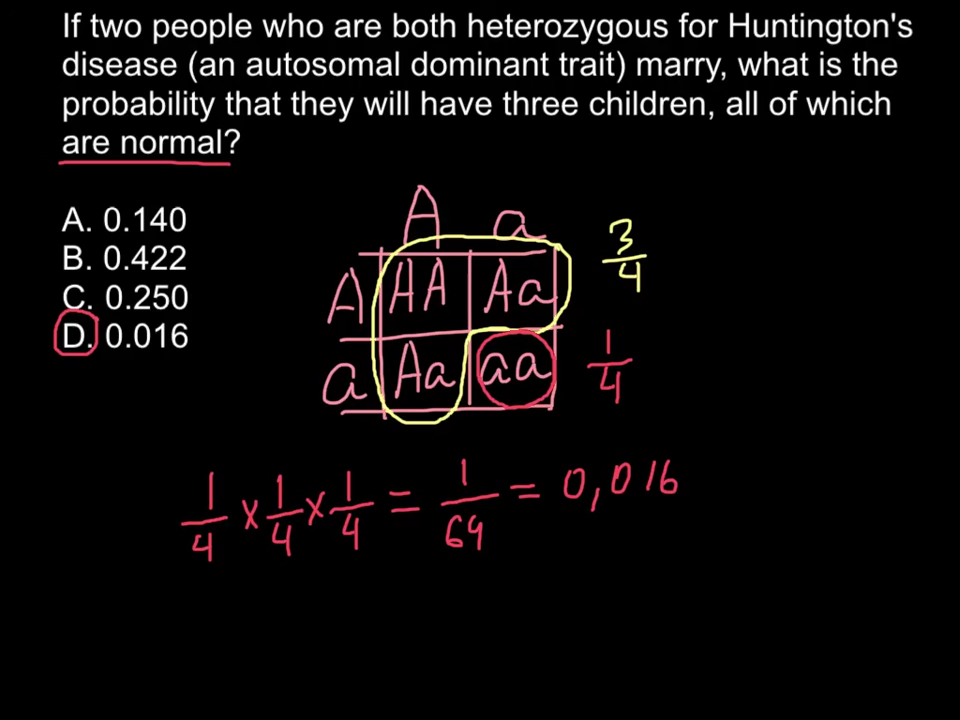 If two people who are both heterozygous for Huntington's
disease (an autosomal dominant trait) marry, what is the
probability that they will have three children, all of which
are normal?
A. 0.140
B. 0.422
C. 0.250
D. 0.016
A a
A AA Aa
a Aa aa
3/4
1/4
1/4 x 1/4 x 1/4 = 1/64 = 0,016